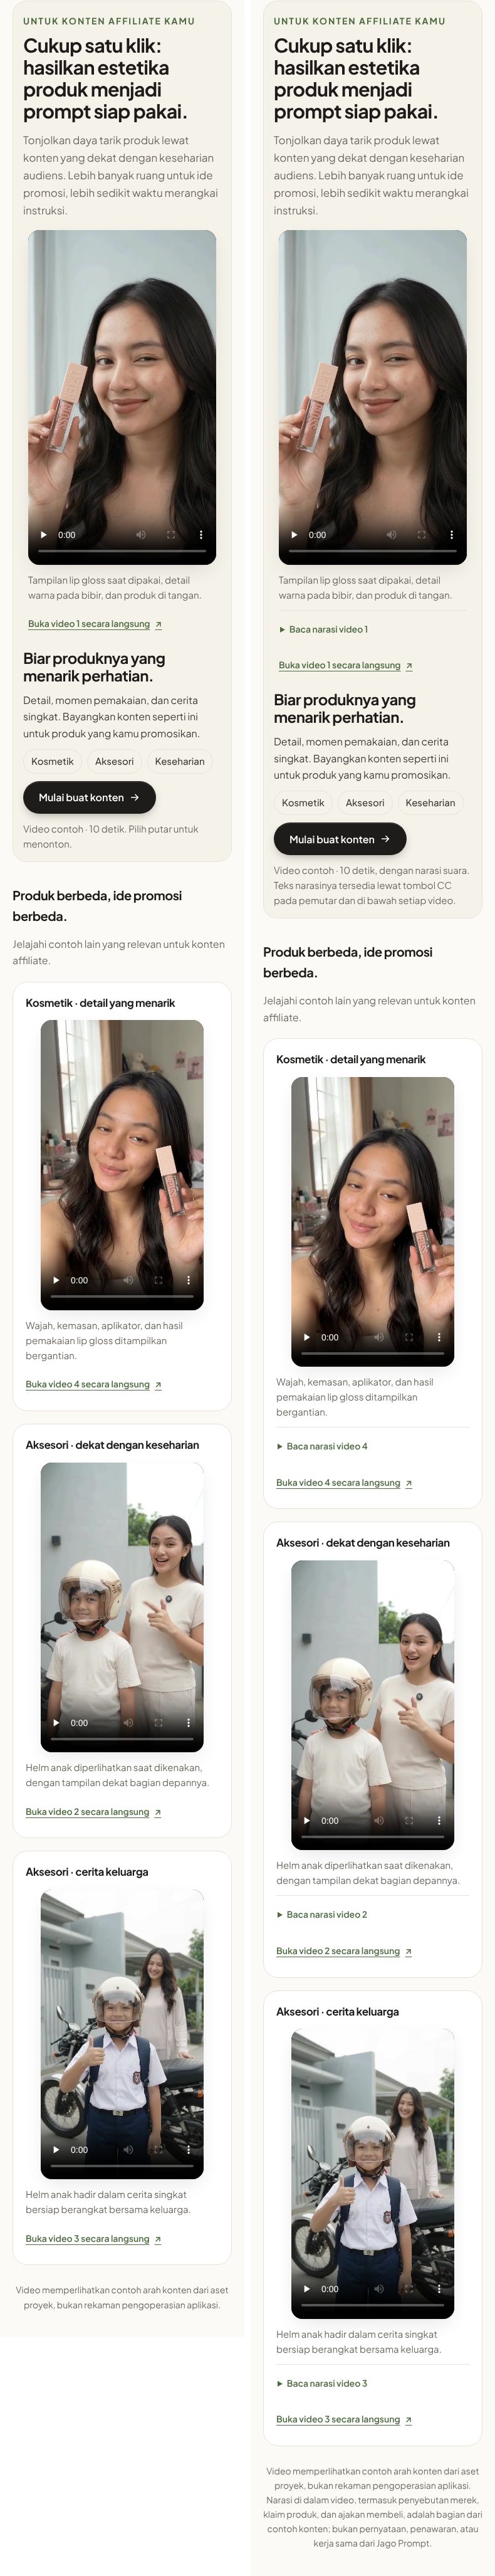 UNTUK KONTEN AFFILIATE KAMU
Cukup satu klik:
hasilkan estetika
produk menjadi
prompt siap pakai.
Tonjolkan daya tarik produk lewat
konten yang dekat dengan keseharian
audiens. Lebih banyak ruang untuk ide
promosi, lebih sedikit waktu merangkai
instruksi.
0:00
Tampilan lip gloss saat dipakai, detail
warna pada bibir, dan produk di tangan.
Buka video 1 secara langsung ↗
Biar produknya yang
menarik perhatian.
Detail, momen pemakaian, dan cerita
singkat. Bayangkan konten seperti ini
untuk produk yang kamu promosikan.
Kosmetik Aksesori Keseharian
Mulai buat konten →
Video contoh · 10 detik. Pilih putar untuk
menonton.
Produk berbeda, ide promosi
berbeda.
Jelajahi contoh lain yang relevan untuk konten
affiliate.
Kosmetik · detail yang menarik
0:00
Wajah, kemasan, aplikator, dan hasil
pemakaian lip gloss ditampilkan
bergantian.
Buka video 4 secara langsung ↗
Aksesori · dekat dengan keseharian
0:00
Helm anak diperlihatkan saat dikenakan,
dengan tampilan dekat bagian depannya.
Buka video 2 secara langsung ↗
Aksesori · cerita keluarga
0:00
Helm anak hadir dalam cerita singkat
bersiap berangkat bersama keluarga.
Buka video 3 secara langsung ↗
Video memperlihatkan contoh arah konten dari aset
proyek, bukan rekaman pengoperasian aplikasi.
UNTUK KONTEN AFFILIATE KAMU
Cukup satu klik:
hasilkan estetika
produk menjadi
prompt siap pakai.
Tonjolkan daya tarik produk lewat
konten yang dekat dengan keseharian
audiens. Lebih banyak ruang untuk ide
promosi, lebih sedikit waktu merangkai
instruksi.
0:00
Tampilan lip gloss saat dipakai, detail
warna pada bibir, dan produk di tangan.
Baca narasi video 1
Buka video 1 secara langsung ↗
Biar produknya yang
menarik perhatian.
Detail, momen pemakaian, dan cerita
singkat. Bayangkan konten seperti ini
untuk produk yang kamu promosikan.
Kosmetik Aksesori Keseharian
Mulai buat konten →
Video contoh · 10 detik, dengan narasi suara.
Teks narasinya tersedia lewat tombol CC
pada pemutar dan di bawah setiap video.
Produk berbeda, ide promosi
berbeda.
Jelajahi contoh lain yang relevan untuk konten
affiliate.
Kosmetik · detail yang menarik
0:00
Wajah, kemasan, aplikator, dan hasil
pemakaian lip gloss ditampilkan
bergantian.
Baca narasi video 4
Buka video 4 secara langsung ↗
Aksesori · dekat dengan keseharian
0:00
Helm anak diperlihatkan saat dikenakan,
dengan tampilan dekat bagian depannya.
Baca narasi video 2
Buka video 2 secara langsung ↗
Aksesori · cerita keluarga
0:00
Helm anak hadir dalam cerita singkat
bersiap berangkat bersama keluarga.
Baca narasi video 3
Buka video 3 secara langsung ↗
Video memperlihatkan contoh arah konten dari aset
proyek, bukan rekaman pengoperasian aplikasi.
Narasi di dalam video, termasuk penyebutan merek,
klaim produk, dan ajakan membeli, adalah bagian dari
contoh konten; bukan pernyataan, penawaran, atau
kerja sama dari Jago Prompt.